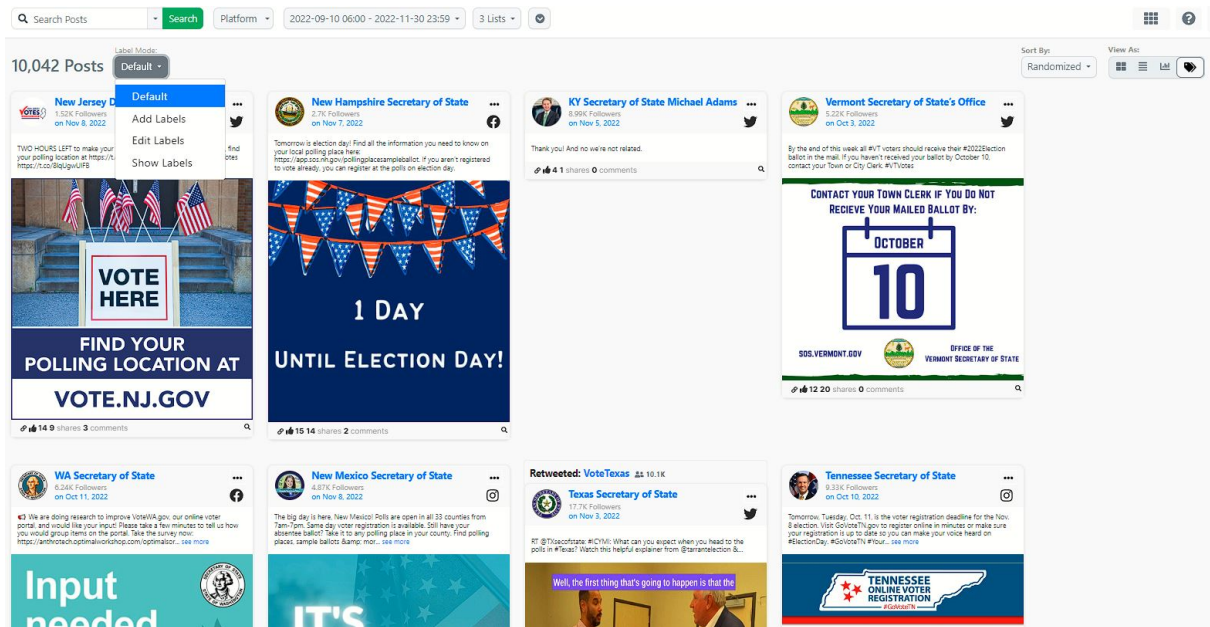 Search Posts
Search
Platform
2022-09-10 06:00 - 2022-11-30 23:59
3 Lists
10,042 Posts
Label Mode:
Default
Default
Add Labels
Edit Labels
Show Labels
Sort By:
Randomized
View As:
New Jersey D
1.52K Followers
on Nov 8, 2022
TWO HOURS LEFT to make your
find
your polling location at https://t.
otes
VOTE
HERE
FIND YOUR
POLLING LOCATION AT
VOTE.NJ.GOV
14 9 shares 3 comments
New Hampshire Secretary of State
2.7K Followers
on Nov 7, 2022
Tomorrow is election day! Find all the information you need to know on
your local polling place here:
https://app.sos.nh.gov/pollingplacesampleballot. If you aren't registered
to vote already, you can register at the polls on election day.
1 DAY
UNTIL ELECTION DAY!
15 14 shares 2 comments
KY Secretary of State Michael Adams
8.99K Followers
on Nov 5, 2022
Thank you! And no we're not related.
4 1 shares 0 comments
Vermont Secretary of State's Office
5.22K Followers
on Oct 3, 2022
By the end of this week all #VT voters should receive their #2022Election
ballot in the mail. If you haven't received your ballot by October 10,
contact your Town or City Clerk. #VTVotes
CONTACT YOUR TOWN CLERK IF YOU DO NOT
RECIEVE YOUR MAILED BALLOT BY:
OCTOBER
10
SOS.VERMONT.GOV
OFFICE OF THE
VERMONT SECRETARY OF STATE
12 20 shares 0 comments
WA Secretary of State
6.24K Followers
on Oct 11, 2022
We are doing research to improve VoteWA.gov, our online voter
portal, and would like your input! Please take a few minutes to tell us how
you would group items on the portal. Take the survey now:
https://anthrotech.optimalworkshop.com/optimalsor... see more
Input
needed
New Mexico Secretary of State
4.87K Followers
on Nov 8, 2022
The big day is here, New Mexico! Polls are open in all 33 counties from
7am-7pm. Same day voter registration is available. Still have your
absentee ballot? Take it to any polling place in your county. Find polling
places, sample ballots &amp; mor... see more
IT'S
Retweeted: VoteTexas 10.1K
Texas Secretary of State
17.7K Followers
on Nov 3, 2022
RT @TXsecofstate: #ICYMI: What can you expect when you head to the
polls in #Texas? Watch this helpful explainer from @tarrantelection &...
Well, the first thing that's going to happen is that the
Tennessee Secretary of State
9.33K Followers
on Oct 10, 2022
Tomorrow, Tuesday, Oct. 11, is the voter registration deadline for the Nov.
8 election. Visit GoVoteTN.gov to register online in minutes or make sure
your registration is up to date so you can make your voice heard on
#ElectionDay. #GoVoteTN #Your... see more
TENNESSEE
ONLINE VOTER
REGISTRATION
#GoVoteTN